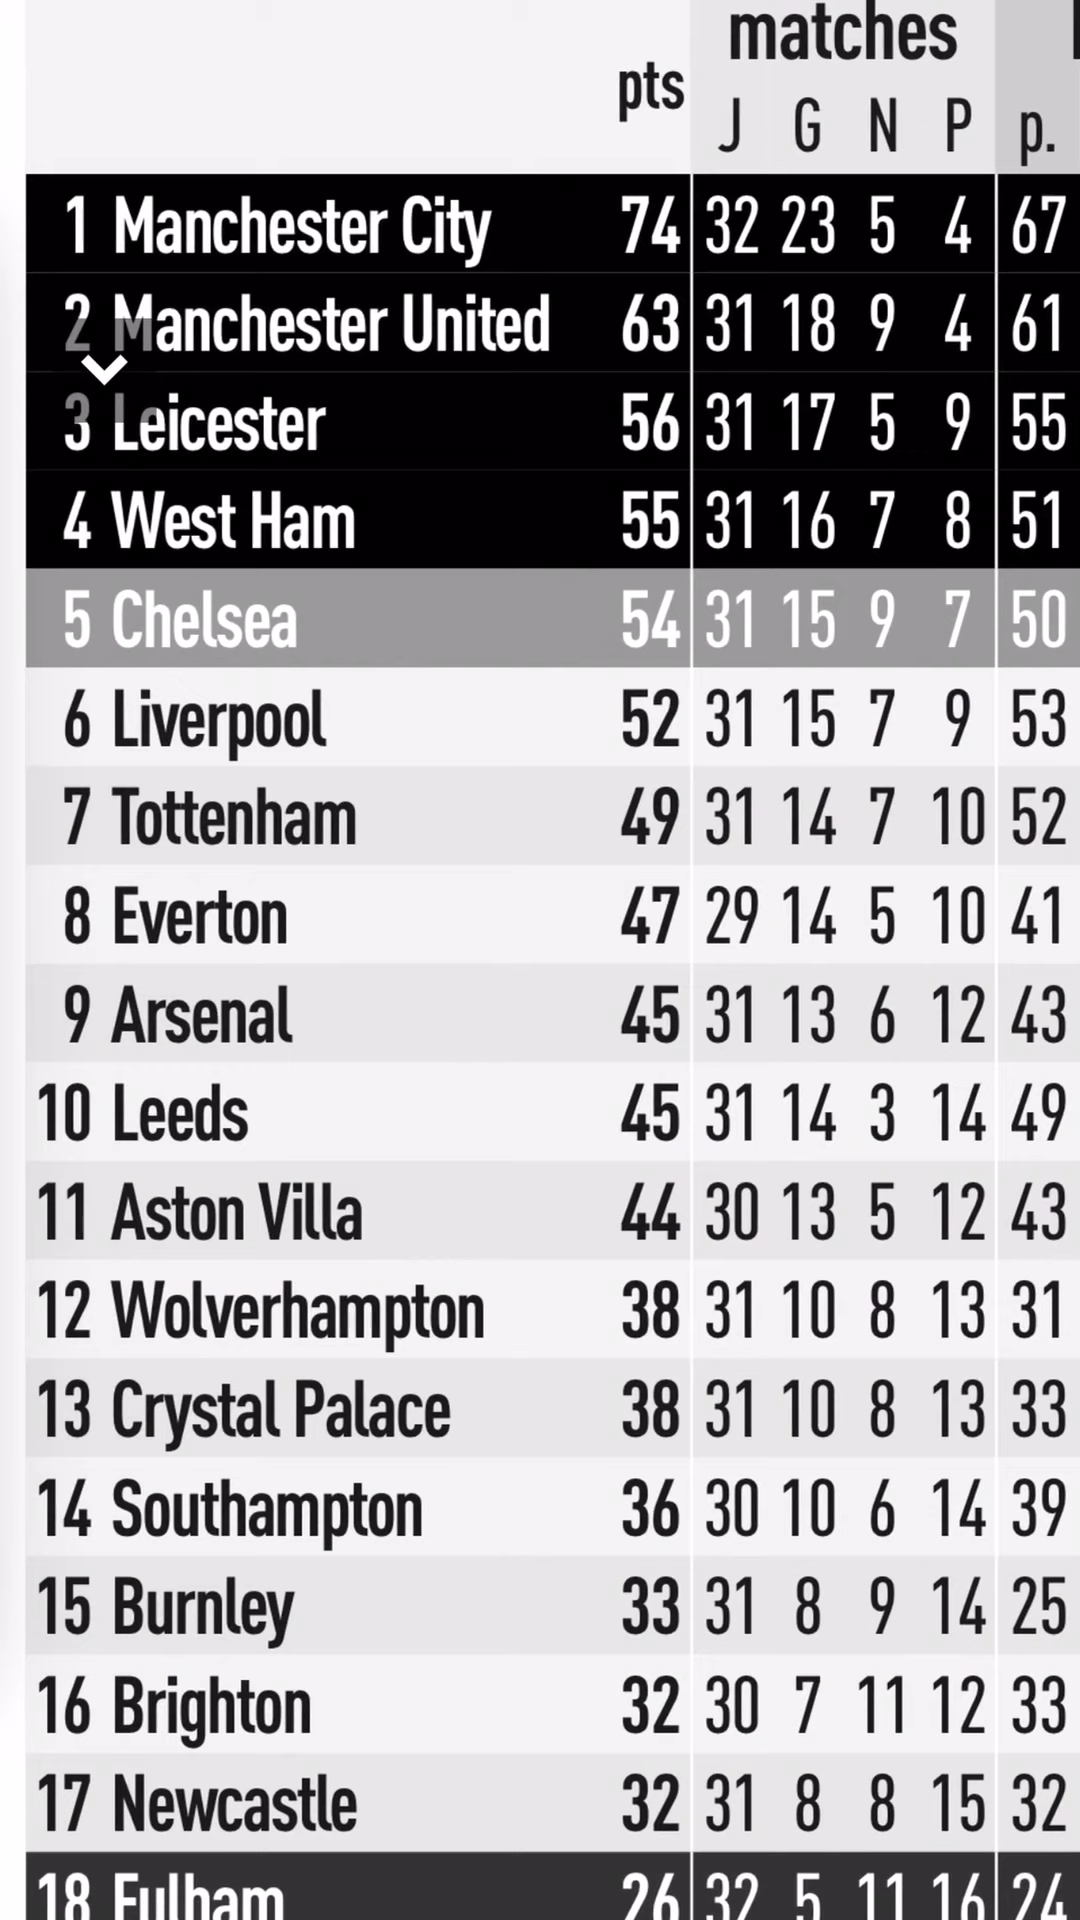 matches
pts J G N P p.
1 Manchester City 74 32 23 5 4 67
2 Manchester United 63 31 18 9 4 61
3 Leicester 56 31 17 5 9 55
4 West Ham 55 31 16 7 8 51
5 Chelsea 54 31 15 9 7 50
6 Liverpool 52 31 15 7 9 53
7 Tottenham 49 31 14 7 10 52
8 Everton 47 29 14 5 10 41
9 Arsenal 45 31 13 6 12 43
10 Leeds 45 31 14 3 14 49
11 Aston Villa 44 30 13 5 12 43
12 Wolverhampton 38 31 10 8 13 31
13 Crystal Palace 38 31 10 8 13 33
14 Southampton 36 30 10 6 14 39
15 Burnley 33 31 8 9 14 25
16 Brighton 32 30 7 11 12 33
17 Newcastle 32 31 8 8 15 32
18 Fulham 26 32 5 11 16 24